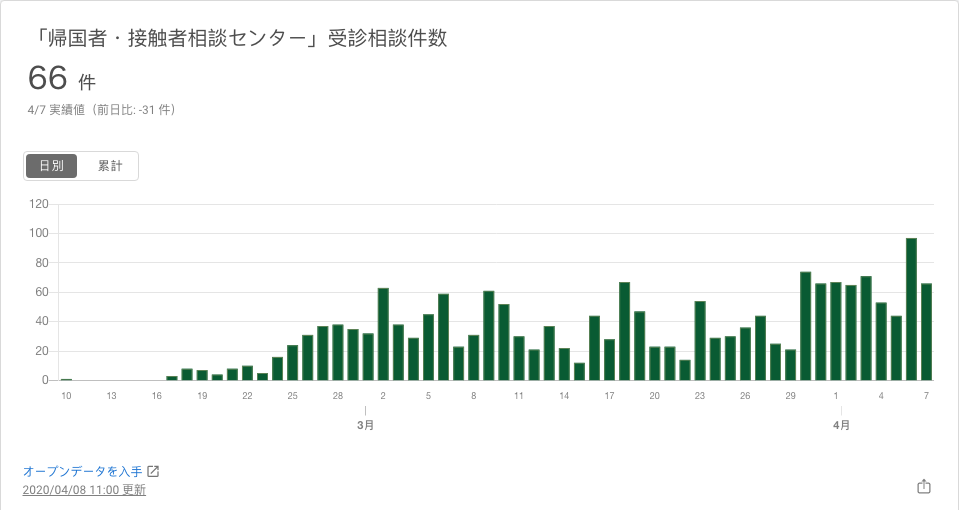 「帰国者・接触者相談センター」受診相談件数
66 件
4/7 実績値（前日比: -31 件）
日別 累計
120
100
80
60
40
20
0
10 13 16 19 22 25 28 2 5 8 11 14 17 20 23 26 29 1 4 7
3月 4月
オープンデータを入手
2020/04/08 11:00 更新